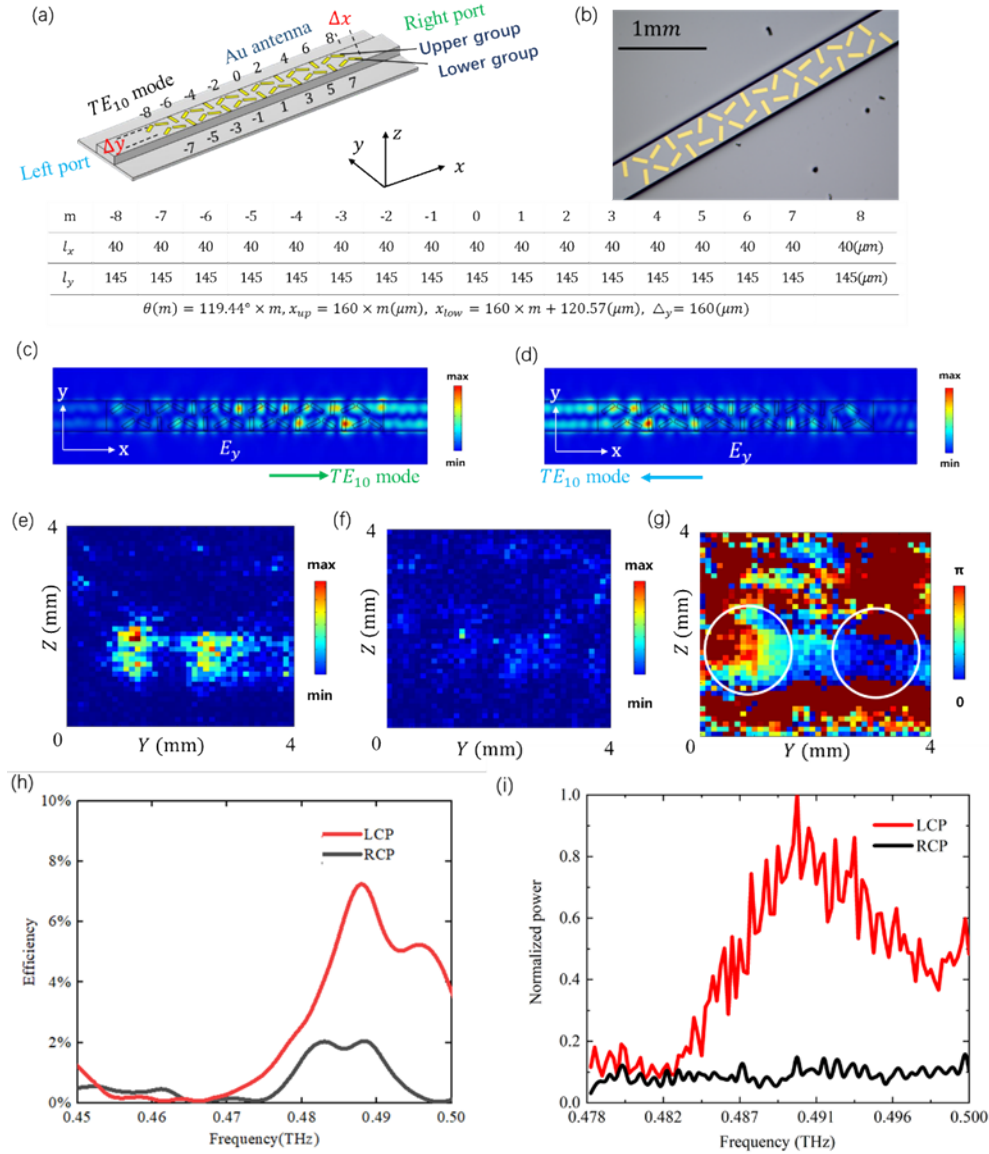 (a)
Δx
Right port
Au antenna
8
Upper group
6
4
Lower group
2
0
TE10 mode
-2
-4
-6
-8
7
5
3
1
-1
-3
-5
-7
Δy
Left port
z
y
x
(b)
1mm
m -8 -7 -6 -5 -4 -3 -2 -1 0 1 2 3 4 5 6 7 8
lx 40 40 40 40 40 40 40 40 40 40 40 40 40 40 40 40 40(μm)
ly 145 145 145 145 145 145 145 145 145 145 145 145 145 145 145 145 145(μm)
θ(m) = 119.44° × m, xup = 160 × m(μm), xlow = 160 × m + 120.57(μm), △y = 160(μm)
(c)
y
x
Ey
max
min
TE10 mode
(d)
y
x
Ey
max
min
TE10 mode
(e)
4
Z (mm)
0
Y (mm)
4
max
min
(f)
4
Z (mm)
0
Y (mm)
4
max
min
(g)
4
Z (mm)
0
Y (mm)
4
π
0
(h)
10%
8%
6%
4%
2%
0%
Efficiency
LCP
RCP
0.45 0.46 0.47 0.48 0.49 0.50
Frequency(THz)
(i)
1.0
0.8
0.6
0.4
0.2
0.0
Normalized power
LCP
RCP
0.478 0.482 0.487 0.491 0.496 0.500
Frequency (THz)